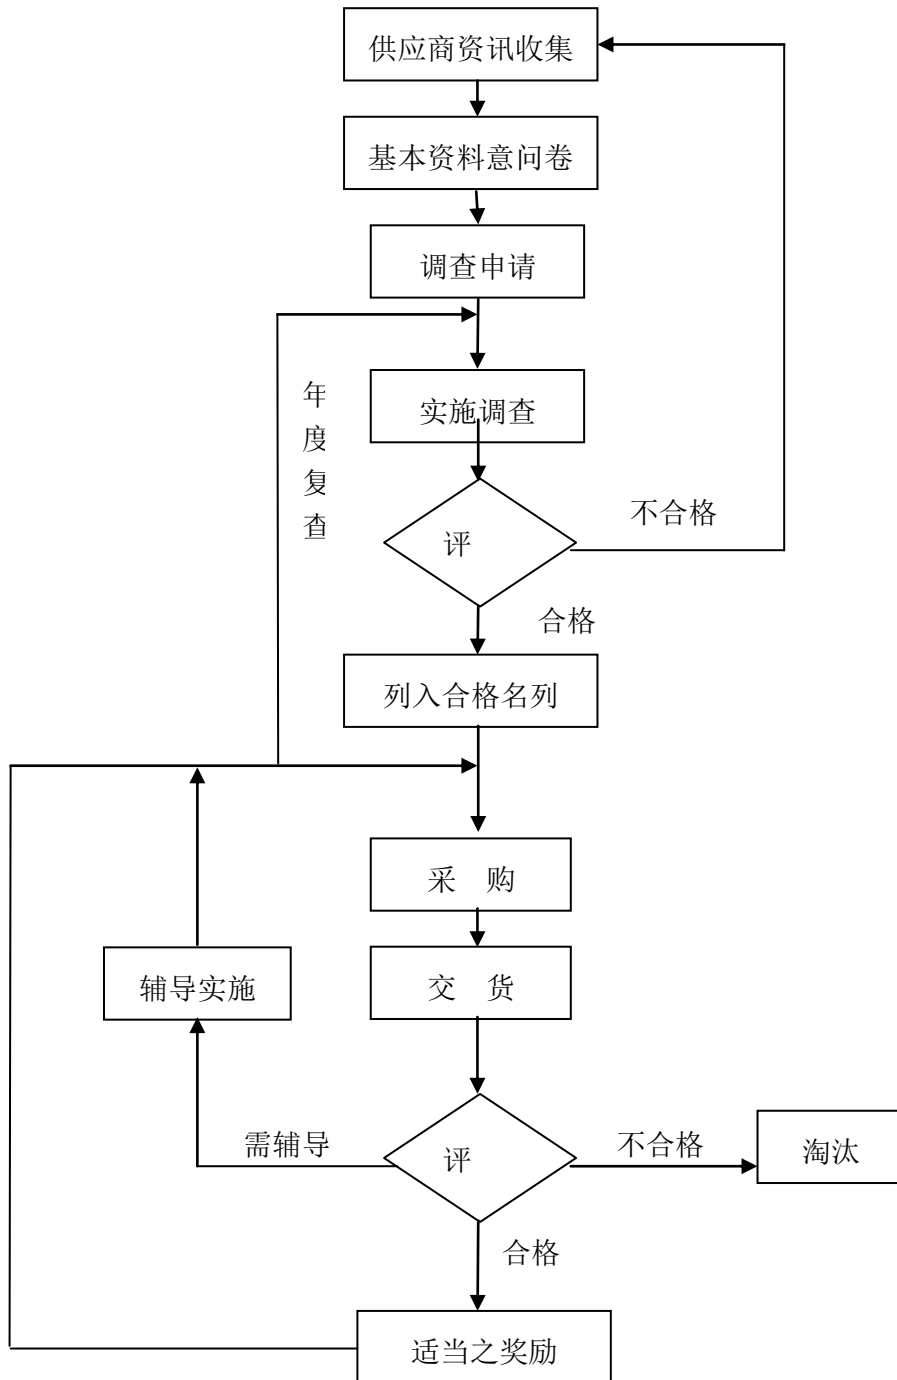 供应商资讯收集
基本资料意问卷
调查申请
年
度
复
查
实施调查
评
不合格
合格
列入合格名列
采 购
辅导实施
交 货
需辅导
评
不合格
淘汰
合格
适当之奖励